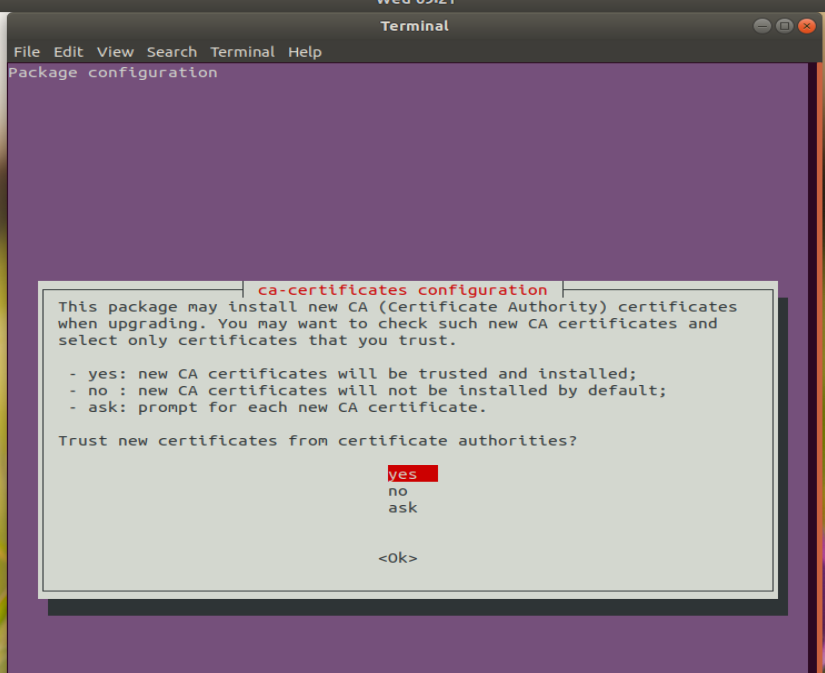 Terminal
File Edit View Search Terminal Help
Package configuration
ca-certificates configuration
This package may install new CA (Certificate Authority) certificates
when upgrading. You may want to check such new CA certificates and
select only certificates that you trust.
- yes: new CA certificates will be trusted and installed;
- no : new CA certificates will not be installed by default;
- ask: prompt for each new CA certificate.
Trust new certificates from certificate authorities?
yes
no
ask
<Ok>